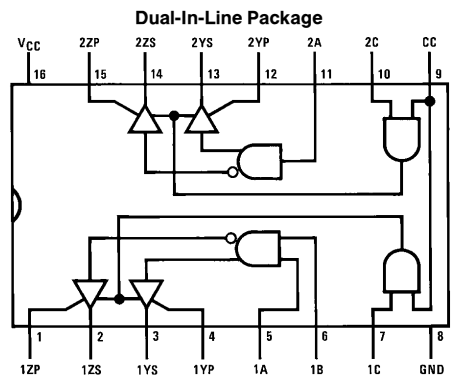 Dual-In-Line Package
VCC 2ZP 2ZS 2YS 2YP 2A 2C CC
16 15 14 13 12 11 10 9
1 2 3 4 5 6 7 8
1ZP 1ZS 1YS 1YP 1A 1B 1C GND